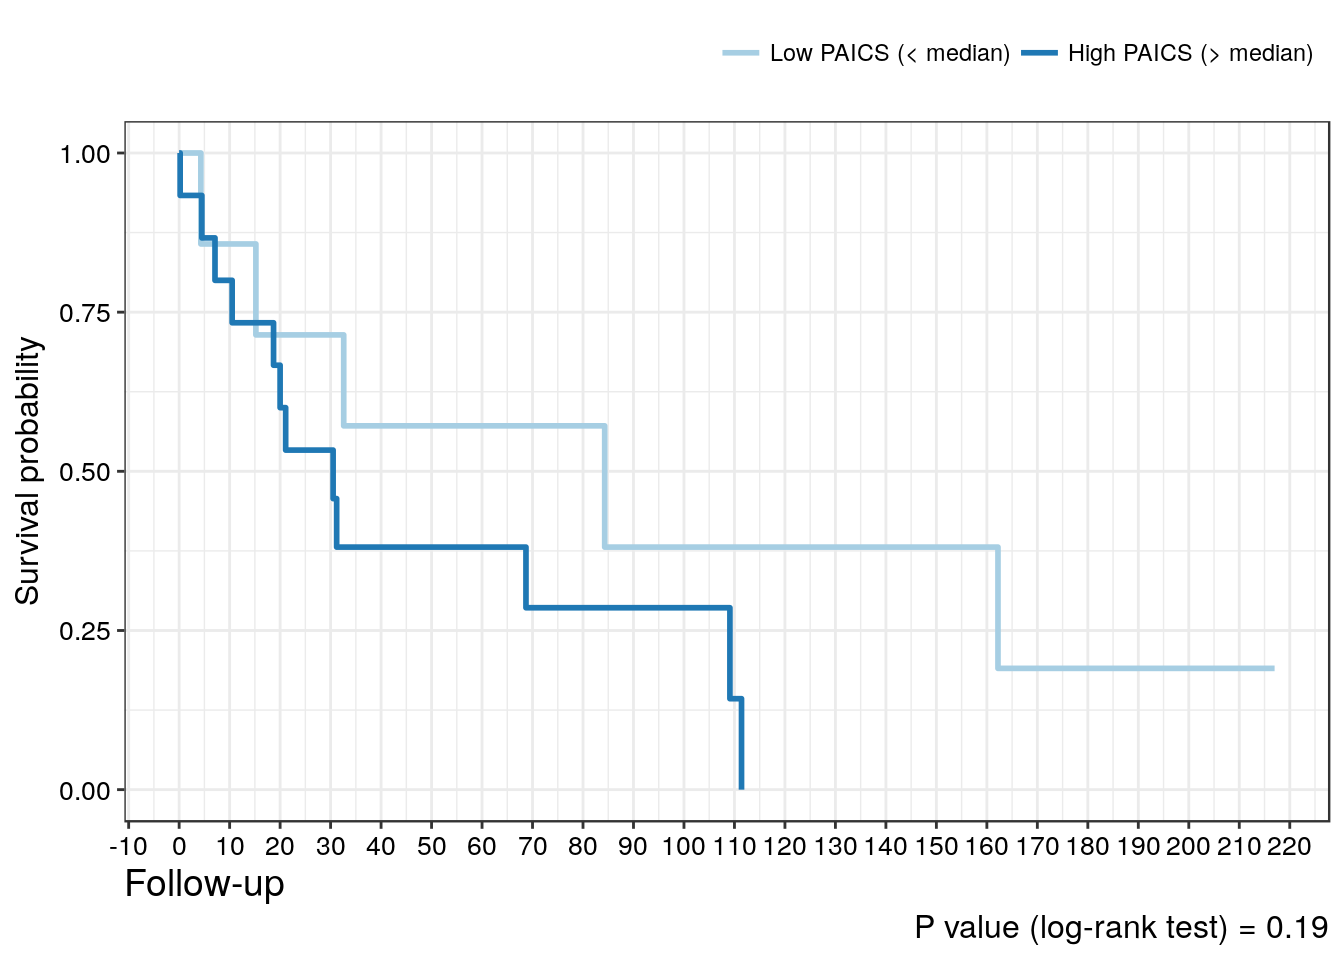 Low PAICS (< median) High PAICS (> median)
Survival probability
1.00
0.75
0.50
0.25
0.00
-10 0 10 20 30 40 50 60 70 80 90 100 110 120 130 140 150 160 170 180 190 200 210 220
Follow-up
P value (log-rank test) = 0.19